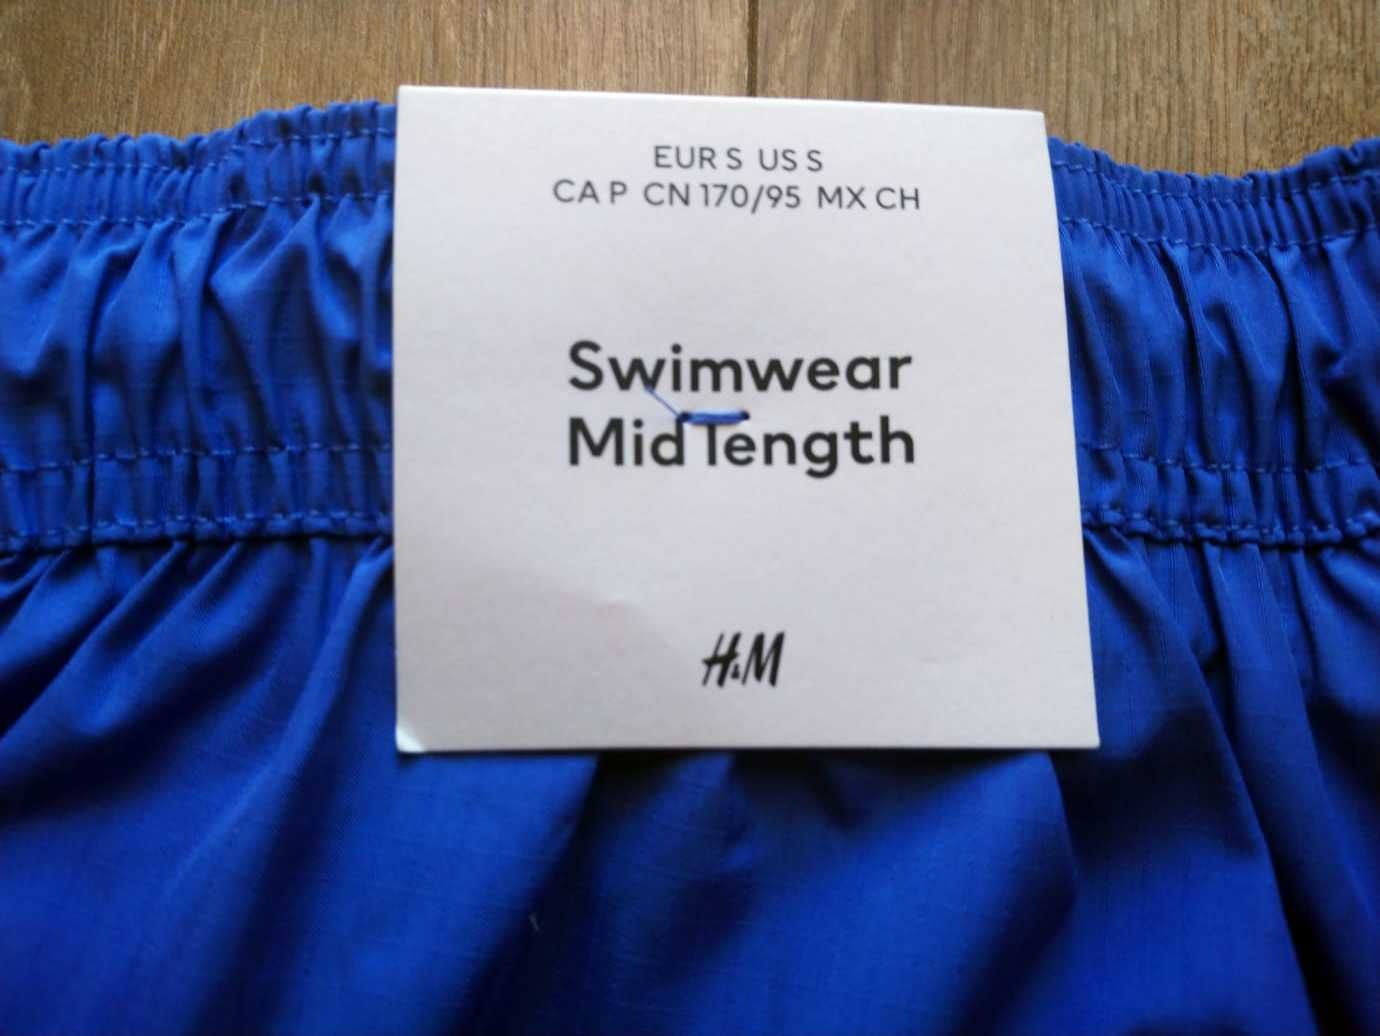 EUR S US S
CA P CN 170/95 MX CH
Swimwear
Mid length
H&M